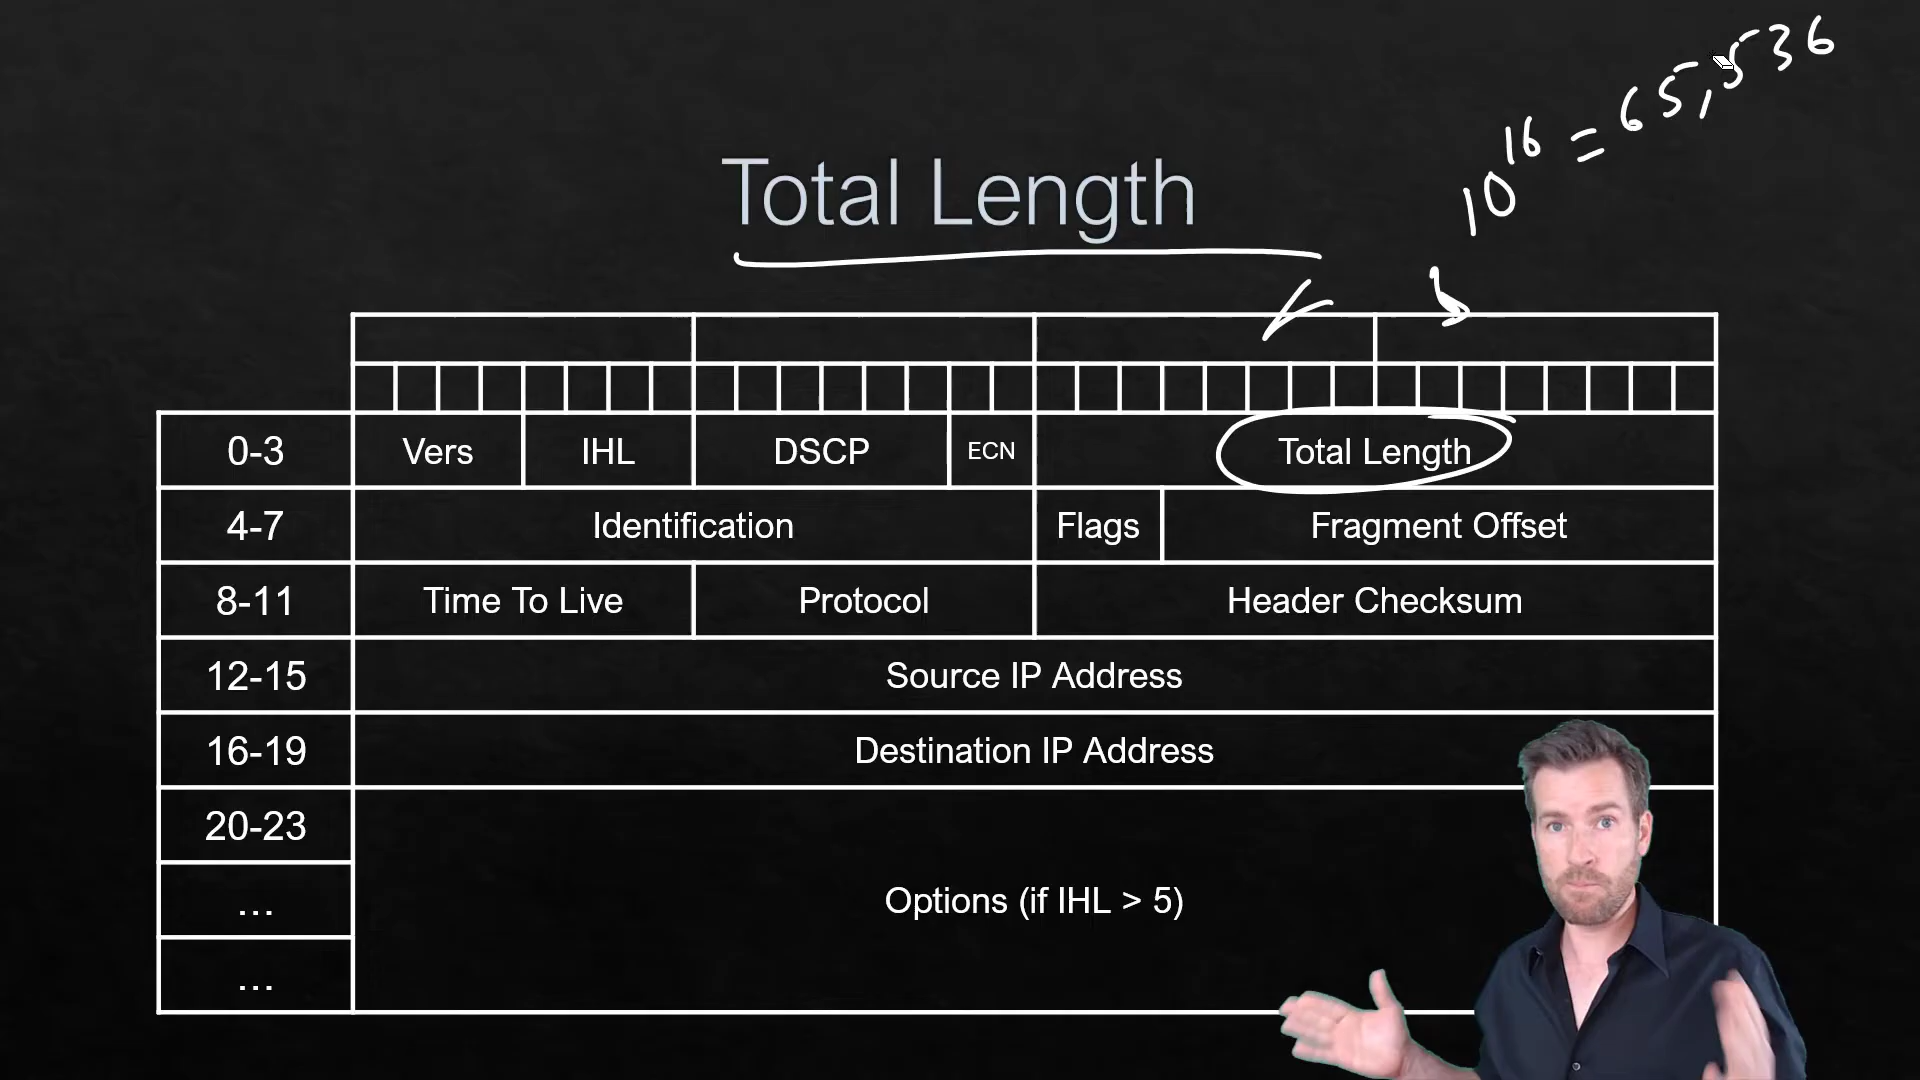 10^16 = 65,536
Total Length
0-3 Vers IHL DSCP ECN Total Length
4-7 Identification Flags Fragment Offset
8-11 Time To Live Protocol Header Checksum
12-15 Source IP Address
16-19 Destination IP Address
20-23
... Options (if IHL > 5)
...